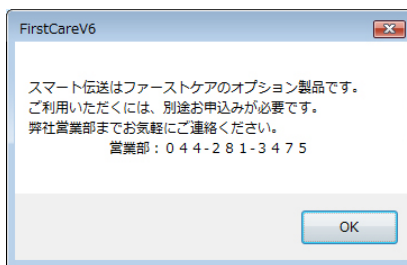 FirstCareV6
スマート伝送はファーストケアのオプション製品です。
ご利用いただくには、別途お申込みが必要です。
弊社営業部までお気軽にご連絡ください。
営業部：０４４-２８１-３４７５
OK